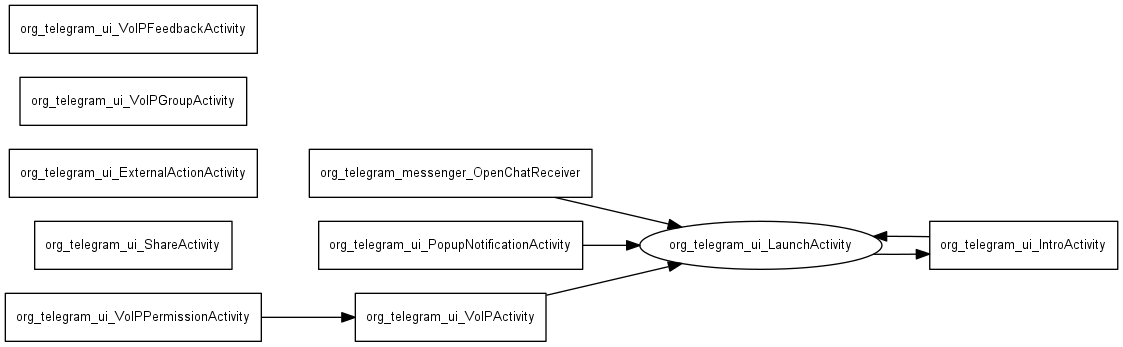 org_telegram_ui_VoIPFeedbackActivity
org_telegram_ui_VoIPGroupActivity
org_telegram_ui_ExternalActionActivity
org_telegram_messenger_OpenChatReceiver
org_telegram_ui_ShareActivity
org_telegram_ui_PopupNotificationActivity
org_telegram_ui_LaunchActivity
org_telegram_ui_IntroActivity
org_telegram_ui_VoIPPermissionActivity
org_telegram_ui_VoIPActivity